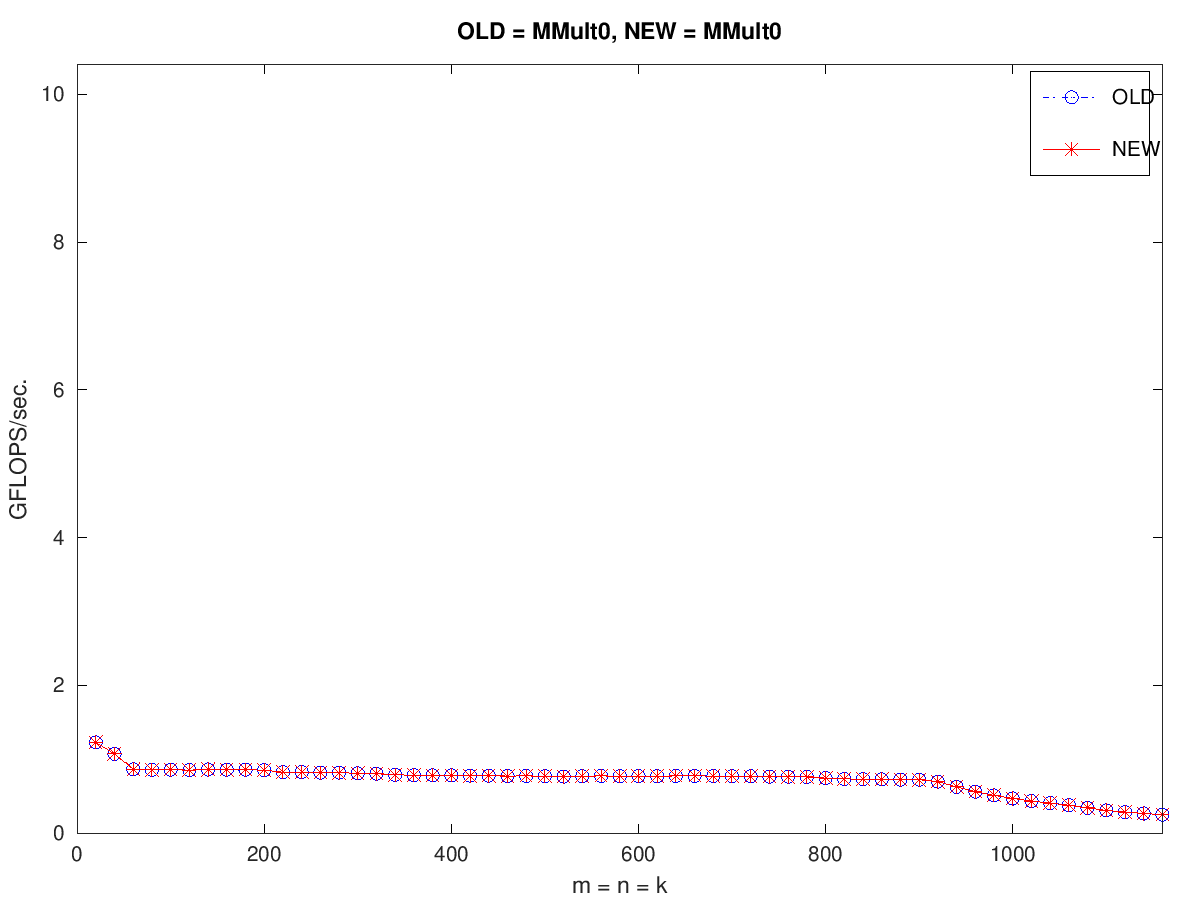 OLD = MMult0, NEW = MMult0
OLD
NEW
10
8
6
4
2
0
GFLOPS/sec.
0 200 400 600 800 1000
m = n = k